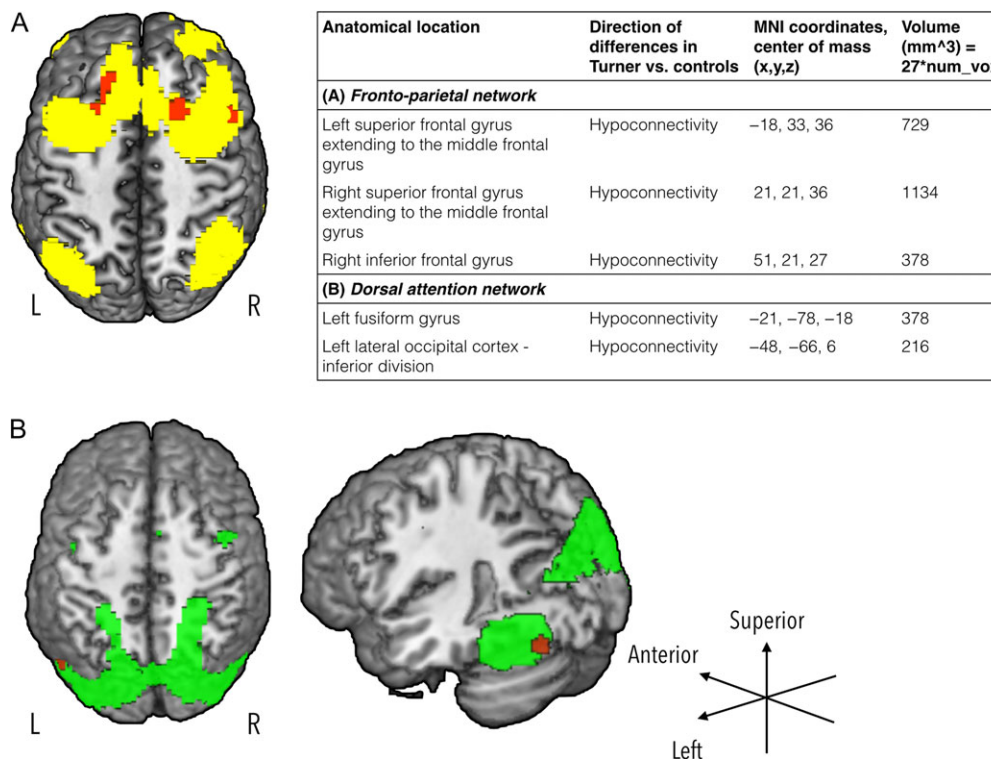 A
Anatomical location Direction of differences in Turner vs. controls MNI coordinates, center of mass (x,y,z) Volume (mm^3) = 27*num_vo
(A) Fronto-parietal network
Left superior frontal gyrus extending to the middle frontal gyrus Hypoconnectivity −18, 33, 36 729
Right superior frontal gyrus extending to the middle frontal gyrus Hypoconnectivity 21, 21, 36 1134
Right inferior frontal gyrus Hypoconnectivity 51, 21, 27 378
(B) Dorsal attention network
Left fusiform gyrus Hypoconnectivity −21, −78, −18 378
Left lateral occipital cortex - inferior division Hypoconnectivity −48, −66, 6 216
L R
B
L R
Superior
Anterior
Left